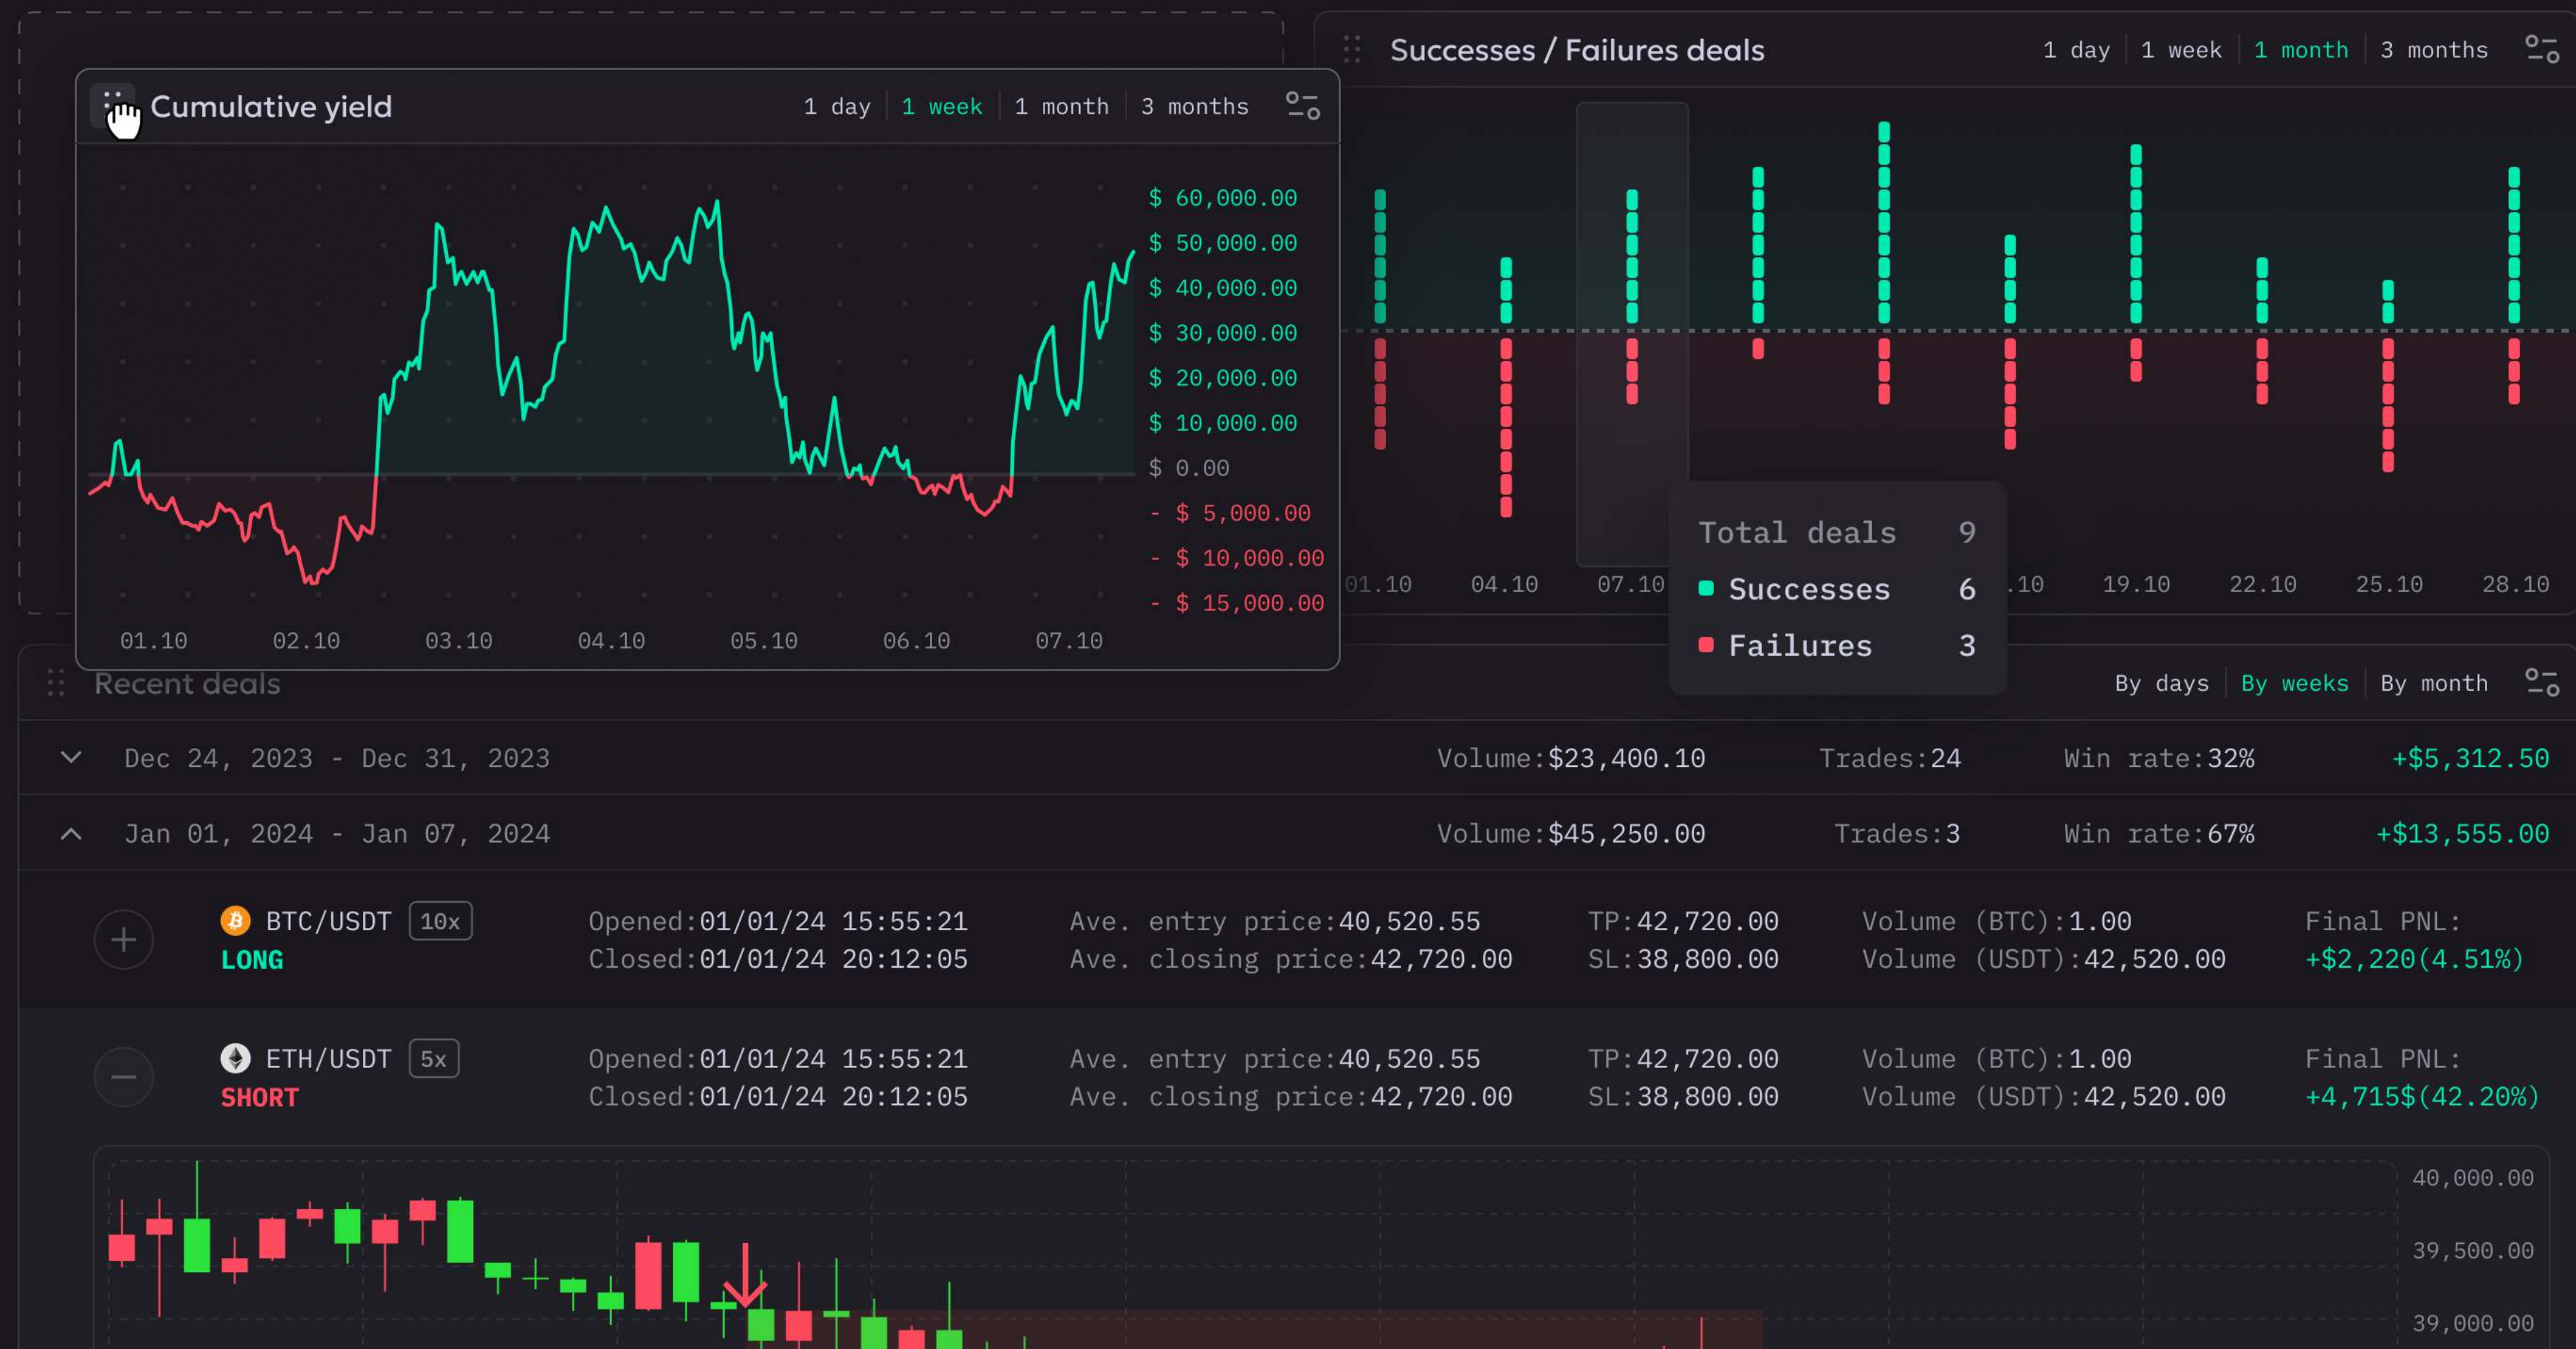 Cumulative yield
1 day 1 week 1 month 3 months
$ 60,000.00
$ 50,000.00
$ 40,000.00
$ 30,000.00
$ 20,000.00
$ 10,000.00
$ 0.00
- $ 5,000.00
- $ 10,000.00
- $ 15,000.00
01.10 02.10 03.10 04.10 05.10 06.10 07.10
Successes / Failures deals
1 day 1 week 1 month 3 months
01.10 04.10 07.10 .10 19.10 22.10 25.10 28.10
Total deals 9
Successes 6
Failures 3
Recent deals
By days By weeks By month
Dec 24, 2023 - Dec 31, 2023 Volume:$23,400.10 Trades:24 Win rate:32% +$5,312.50
Jan 01, 2024 - Jan 07, 2024 Volume:$45,250.00 Trades:3 Win rate:67% +$13,555.00
BTC/USDT 10x Opened:01/01/24 15:55:21 Ave. entry price:40,520.55 TP:42,720.00 Volume (BTC):1.00 Final PNL:
LONG Closed:01/01/24 20:12:05 Ave. closing price:42,720.00 SL:38,800.00 Volume (USDT):42,520.00 +$2,220(4.51%)
ETH/USDT 5x Opened:01/01/24 15:55:21 Ave. entry price:40,520.55 TP:42,720.00 Volume (BTC):1.00 Final PNL:
SHORT Closed:01/01/24 20:12:05 Ave. closing price:42,720.00 SL:38,800.00 Volume (USDT):42,520.00 +4,715$(42.20%)
40,000.00
39,500.00
39,000.00